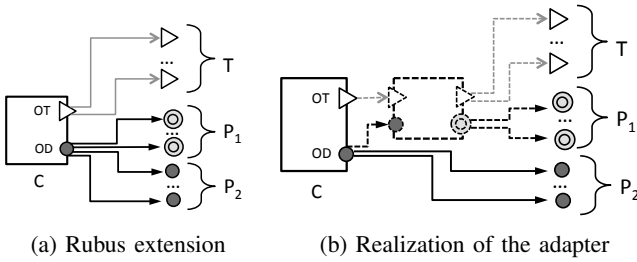 OT
OD
C
...
T
...
P1
...
P2
OT
OD
C
...
T
...
P1
...
P2
(a) Rubus extension
(b) Realization of the adapter